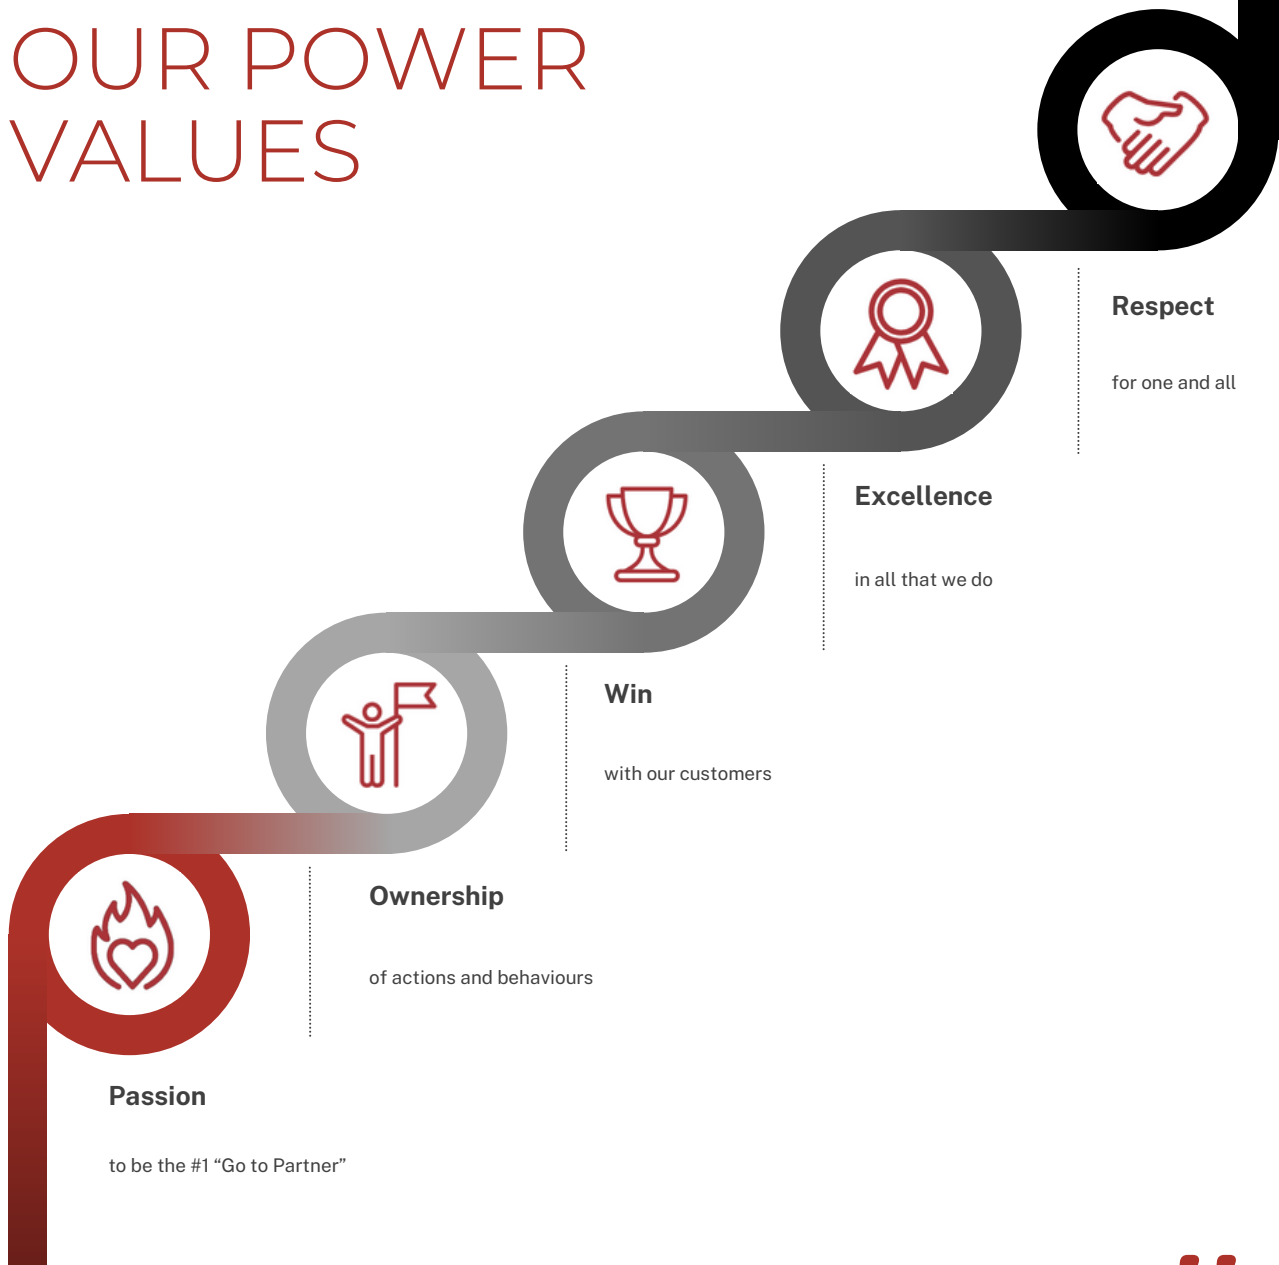 OUR POWER
VALUES
Respect
for one and all
Excellence
in all that we do
Win
with our customers
Ownership
of actions and behaviours
Passion
to be the #1 “Go to Partner”